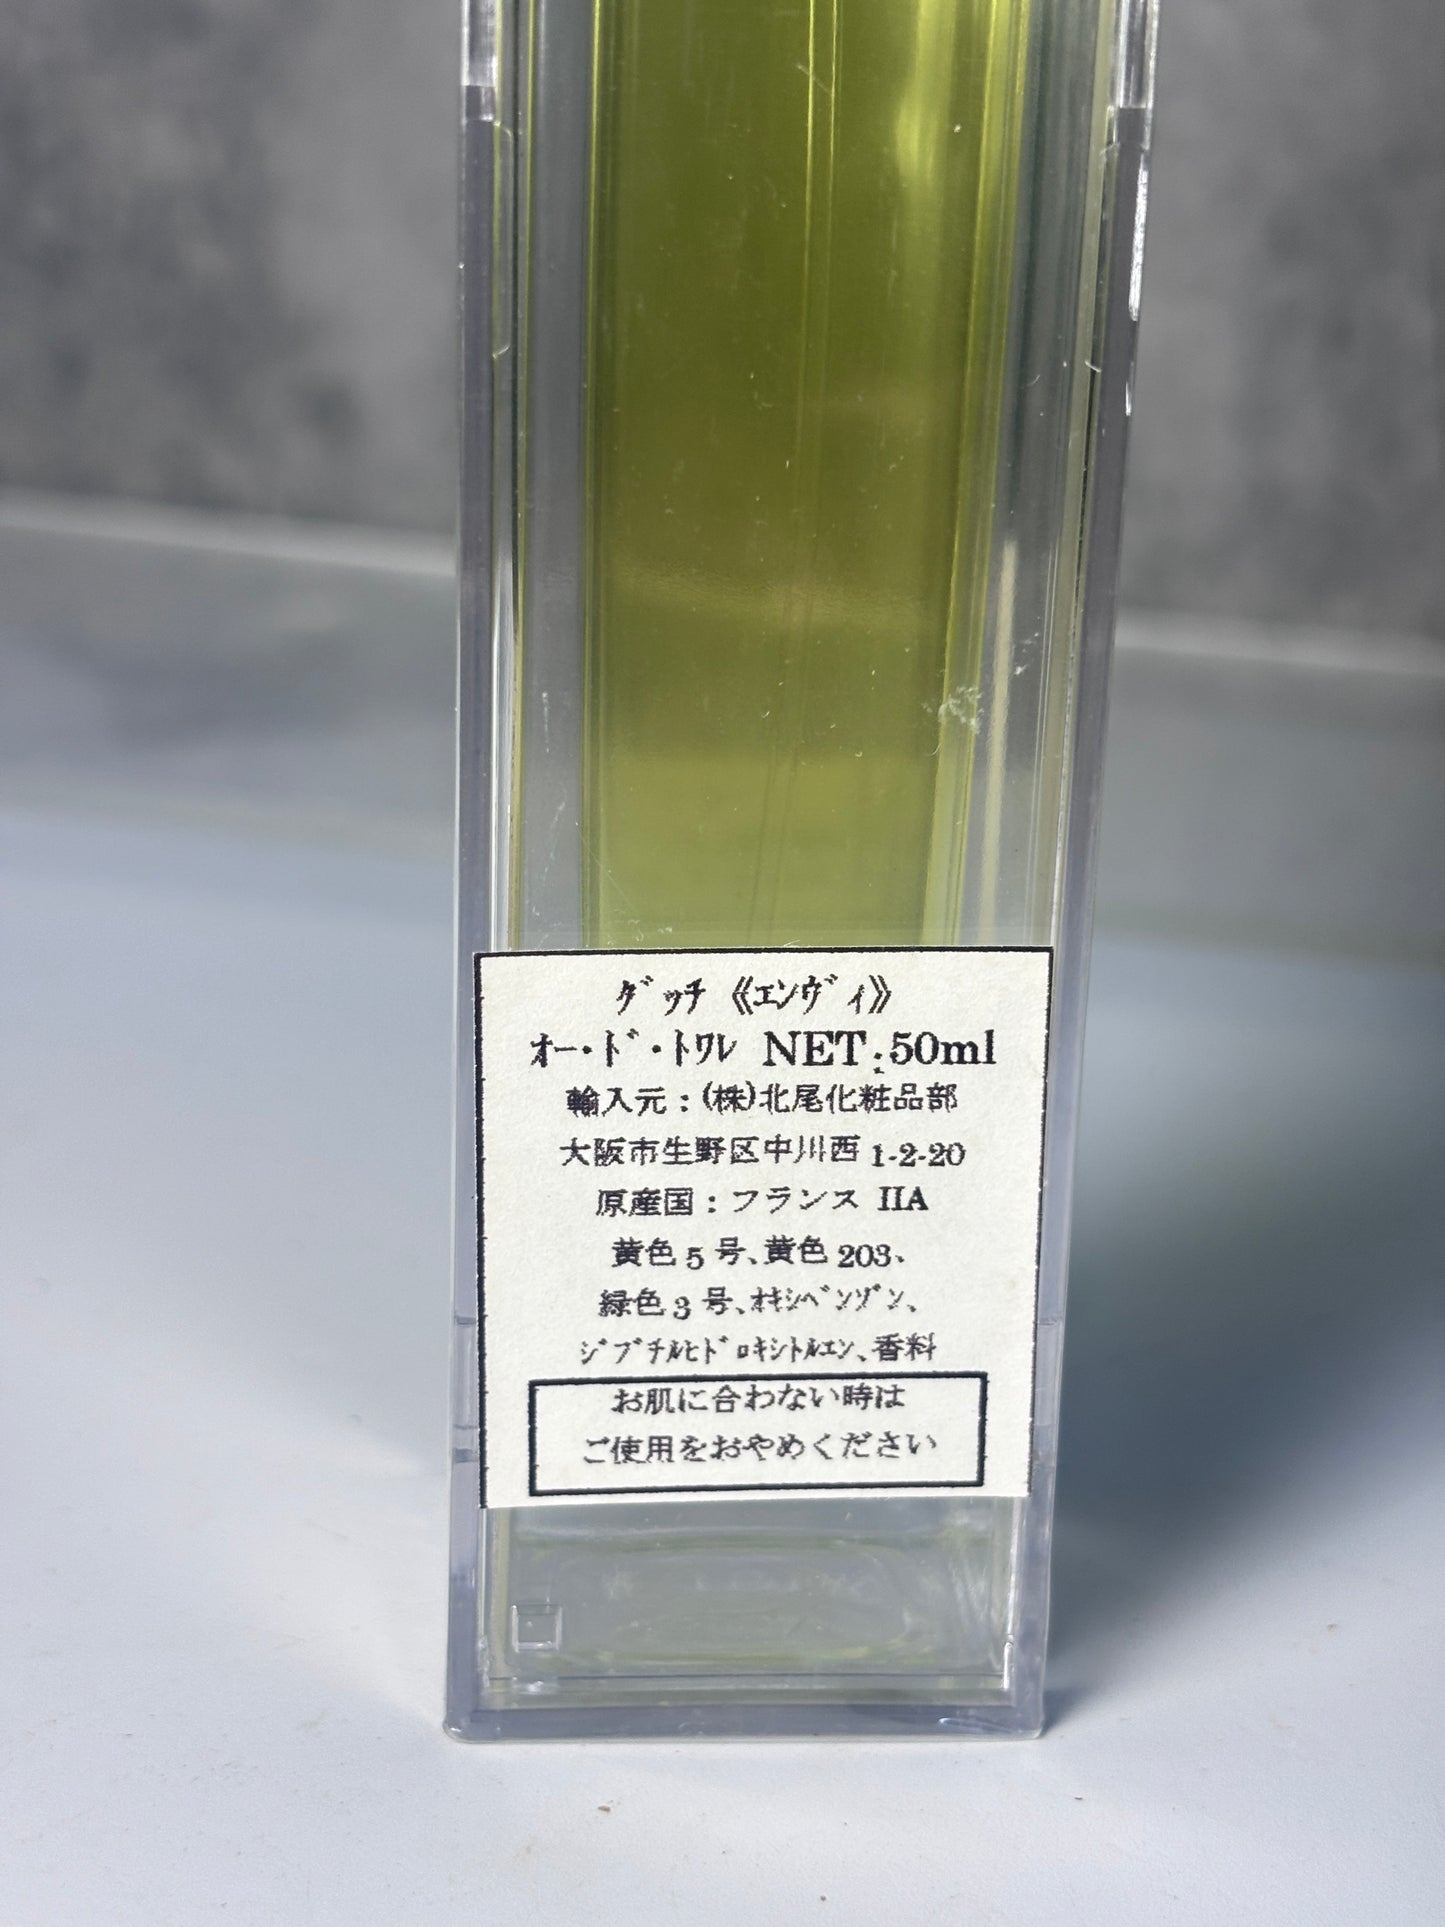 ｸﾞｯﾁ《エンヴィ》
ｵｰ･ﾄﾞ･ﾄﾜﾚ NET:50ml
輸入元：(株)北尾化粧品部
大阪市生野区中川西1-2-20
原産国：フランス IIA
黄色5号、黄色203、
緑色3号、ｵｷｼﾍﾞﾝｿﾞﾝ、
ｼﾞﾌﾞﾁﾙﾋﾄﾞﾛｷｼﾄﾙｴﾝ、香料
お肌に合わない時は
ご使用をおやめください